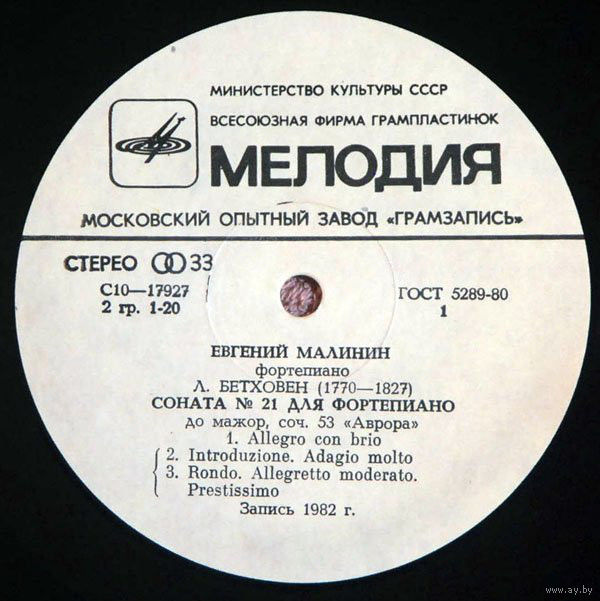 МИНИСТЕРСТВО КУЛЬТУРЫ СССР
ВСЕСОЮЗНАЯ ФИРМА ГРАМПЛАСТИНОК
МЕЛОДИЯ
МОСКОВСКИЙ ОПЫТНЫЙ ЗАВОД «ГРАМЗАПИСЬ»
СТЕРЕО 33
С10—17927
2 гр. 1-20
ГОСТ 5289-80
1
ЕВГЕНИЙ МАЛИНИН
фортепиано
Л. БЕТХОВЕН (1770—1827)
СОНАТА № 21 ДЛЯ ФОРТЕПИАНО
до мажор, соч. 53 «Аврора»
1. Allegro con brio
2. Introduzione. Adagio molto
3. Rondo. Allegretto moderato.
Prestissimo
Запись 1982 г.
www.ay.by